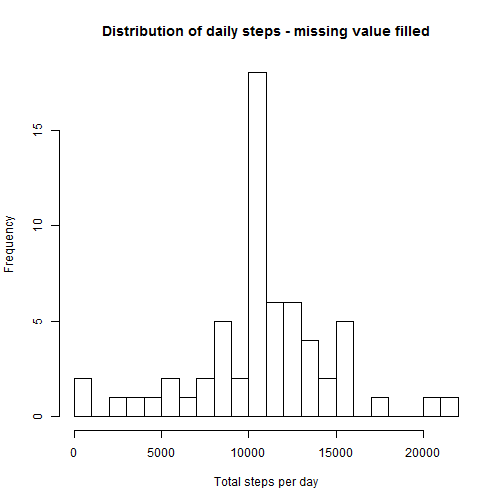 Distribution of daily steps - missing value filled
15
10
5
0
Frequency
0 5000 10000 15000 20000
Total steps per day